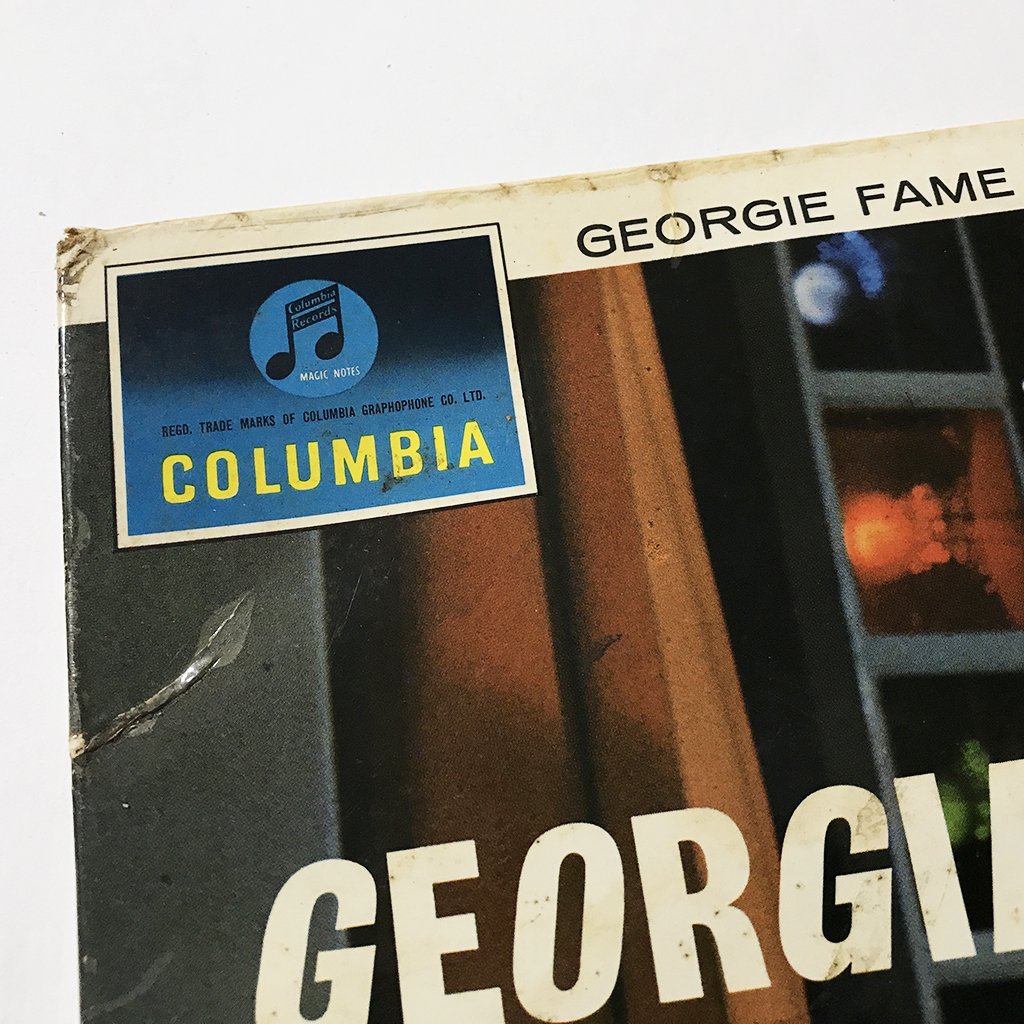 GEORGIE FAME
Columbia
Records
MAGIC NOTES
REGD. TRADE MARKS OF COLUMBIA GRAPHOPHONE CO. LTD.
COLUMBIA
GEORGI